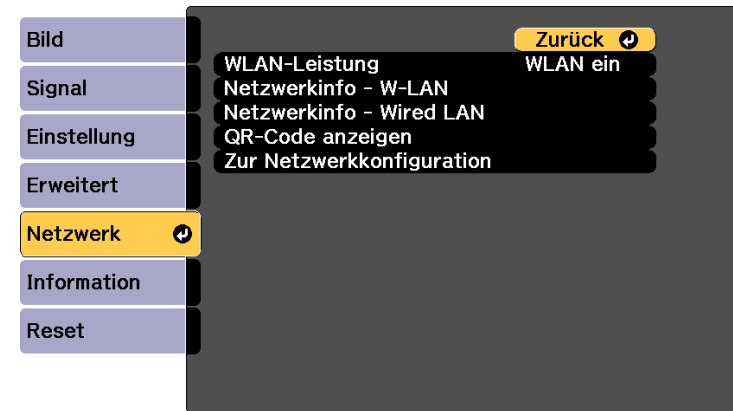 Bild
Signal
Einstellung
Erweitert
Netzwerk
Information
Reset
Zurück
WLAN-Leistung WLAN ein
Netzwerkinfo - W-LAN
Netzwerkinfo - Wired LAN
QR-Code anzeigen
Zur Netzwerkkonfiguration